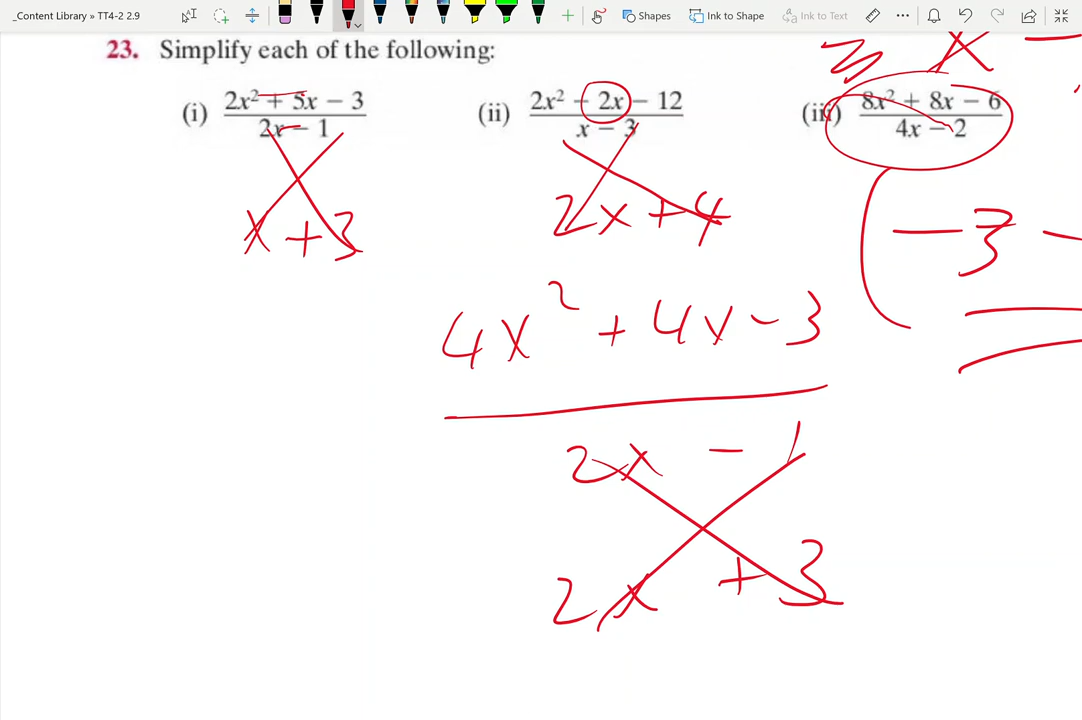 _Content Library » TT4-2 2.9
Shapes
Ink to Shape
Ink to Text
23. Simplify each of the following:
(i) 2x² + 5x − 3
2x − 1
(ii) 2x² − 2x − 12
x − 3
(iii) 8x² + 8x − 6
4x − 2
x −
x + 3
2x + 4
− 3 −
4x² + 4x − 3
2x − 1
2x + 3